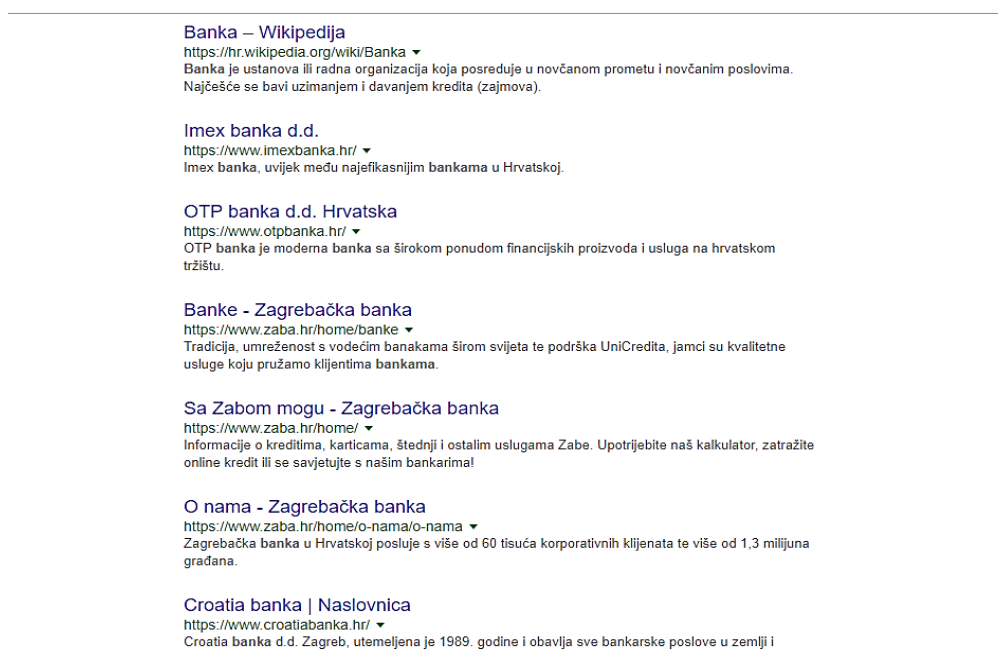 Banka – Wikipedija
https://hr.wikipedia.org/wiki/Banka
Banka je ustanova ili radna organizacija koja posreduje u novčanom prometu i novčanim poslovima.
Najčešće se bavi uzimanjem i davanjem kredita (zajmova).
Imex banka d.d.
https://www.imexbanka.hr/
Imex banka, uvijek među najefikasnijim bankama u Hrvatskoj.
OTP banka d.d. Hrvatska
https://www.otpbanka.hr/
OTP banka je moderna banka sa širokom ponudom financijskih proizvoda i usluga na hrvatskom
tržištu.
Banke - Zagrebačka banka
https://www.zaba.hr/home/banke
Tradicija, umreženost s vodećim banakama širom svijeta te podrška UniCredita, jamci su kvalitetne
usluge koju pružamo klijentima bankama.
Sa Zabom mogu - Zagrebačka banka
https://www.zaba.hr/home/
Informacije o kreditima, karticama, štednji i ostalim uslugama Zabe. Upotrijebite naš kalkulator, zatražite
online kredit ili se savjetujte s našim bankarima!
O nama - Zagrebačka banka
https://www.zaba.hr/home/o-nama/o-nama
Zagrebačka banka u Hrvatskoj posluje s više od 60 tisuća korporativnih klijenata te više od 1,3 milijuna
građana.
Croatia banka | Naslovnica
https://www.croatiabanka.hr/
Croatia banka d.d. Zagreb, utemeljena je 1989. godine i obavlja sve bankarske poslove u zemlji i